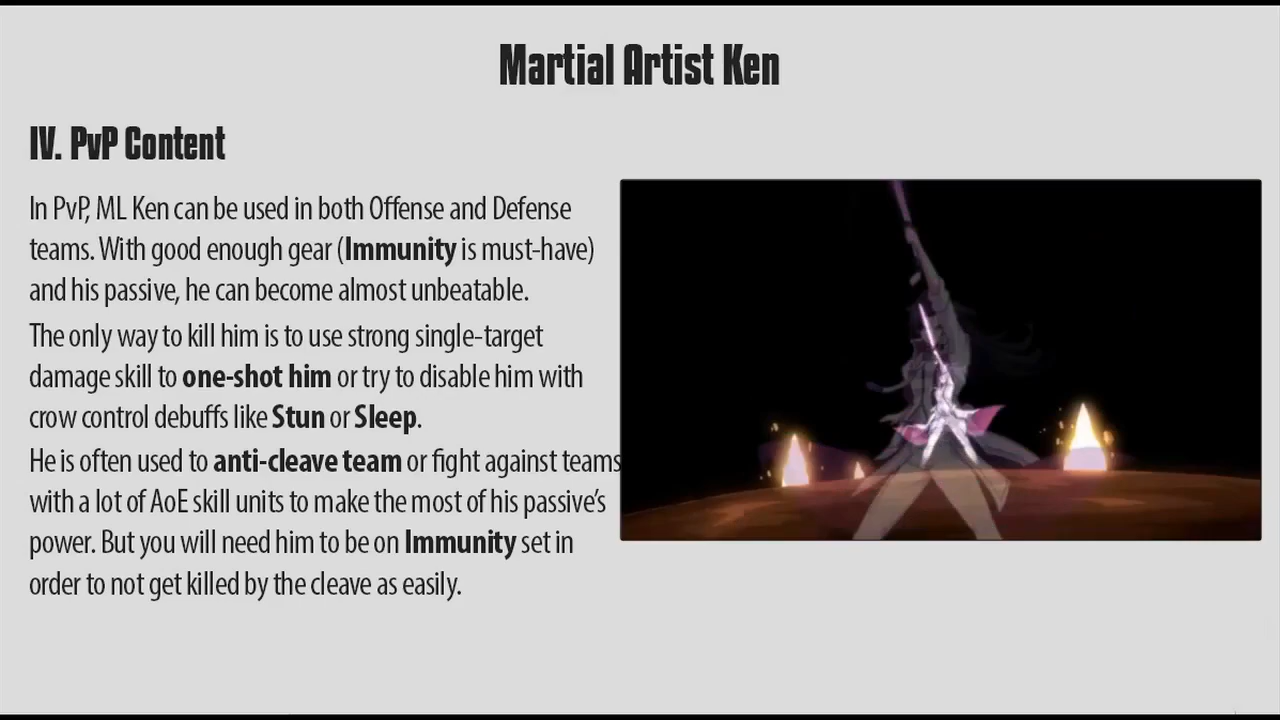 Martial Artist Ken
IV. PvP Content
In PvP, ML Ken can be used in both Offense and Defense
teams. With good enough gear (Immunity is must-have)
and his passive, he can become almost unbeatable.
The only way to kill him is to use strong single-target
damage skill to one-shot him or try to disable him with
crow control debuffs like Stun or Sleep.
He is often used to anti-cleave team or fight against teams
with a lot of AoE skill units to make the most of his passive's
power. But you will need him to be on Immunity set in
order to not get killed by the cleave as easily.